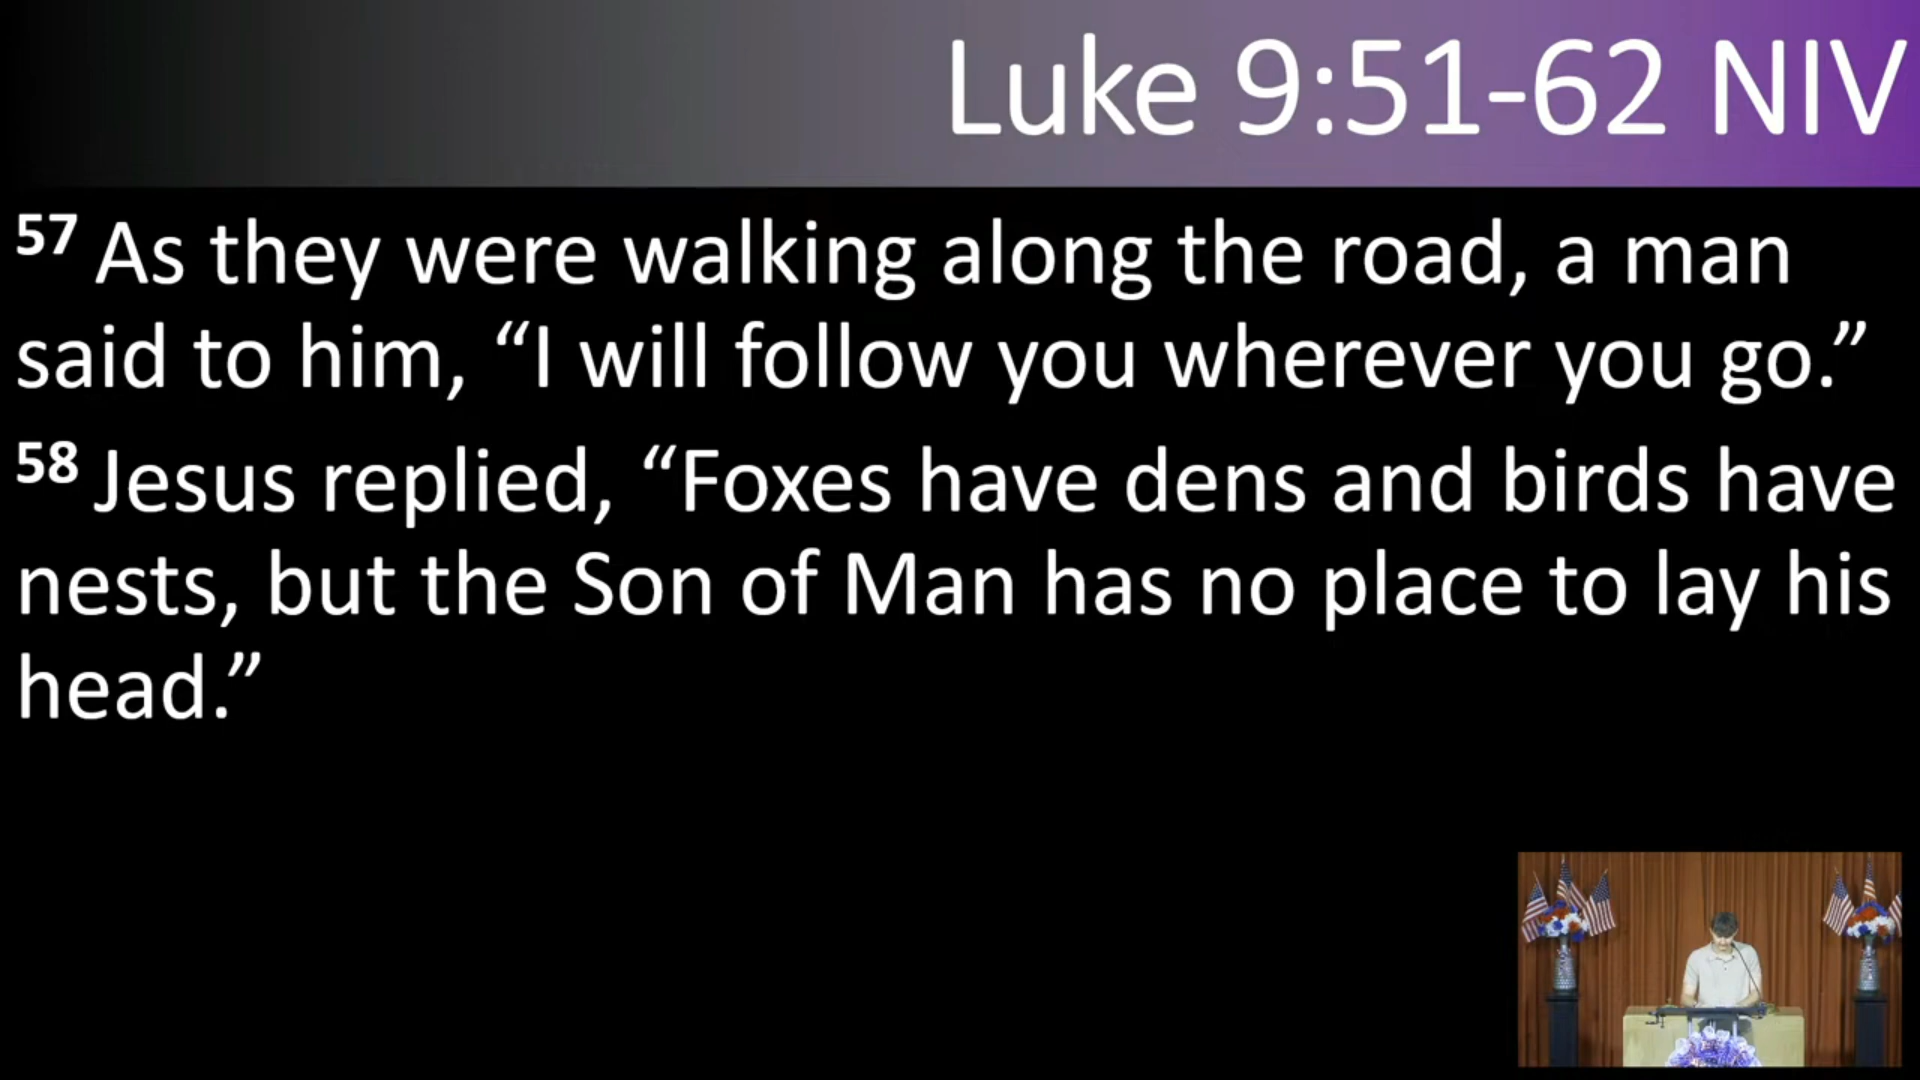 Luke 9:51-62 NIV
57 As they were walking along the road, a man
said to him, “I will follow you wherever you go.”
58 Jesus replied, “Foxes have dens and birds have
nests, but the Son of Man has no place to lay his
head.”